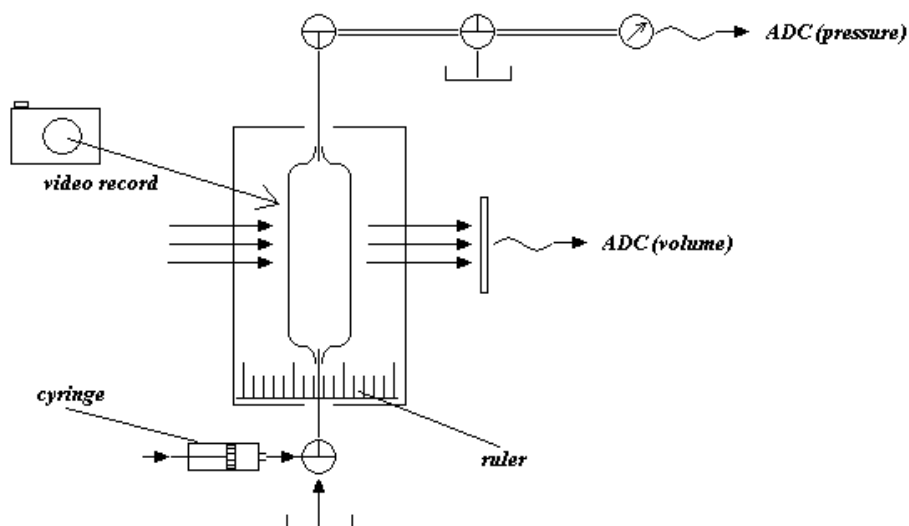 ADC (pressure)
video record
ADC (volume)
cyringe
ruler